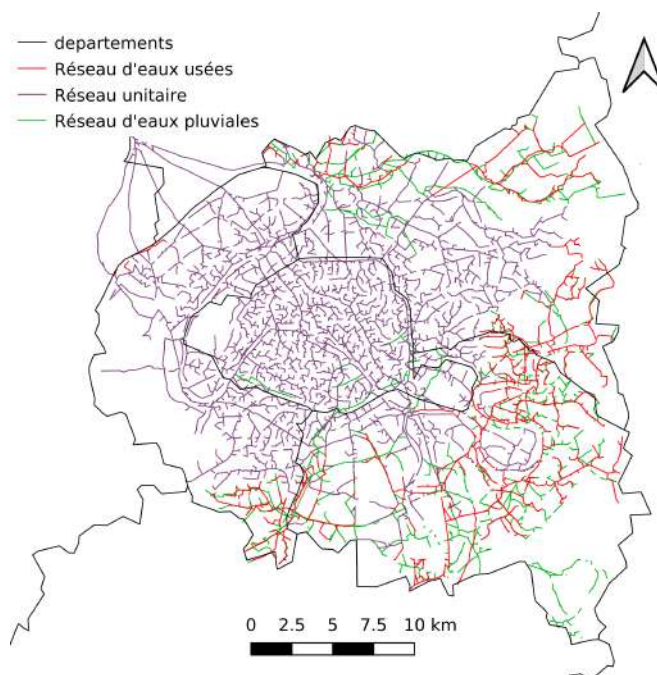 departements
Réseau d'eaux usées
Réseau unitaire
Réseau d'eaux pluviales
0 2.5 5 7.5 10 km